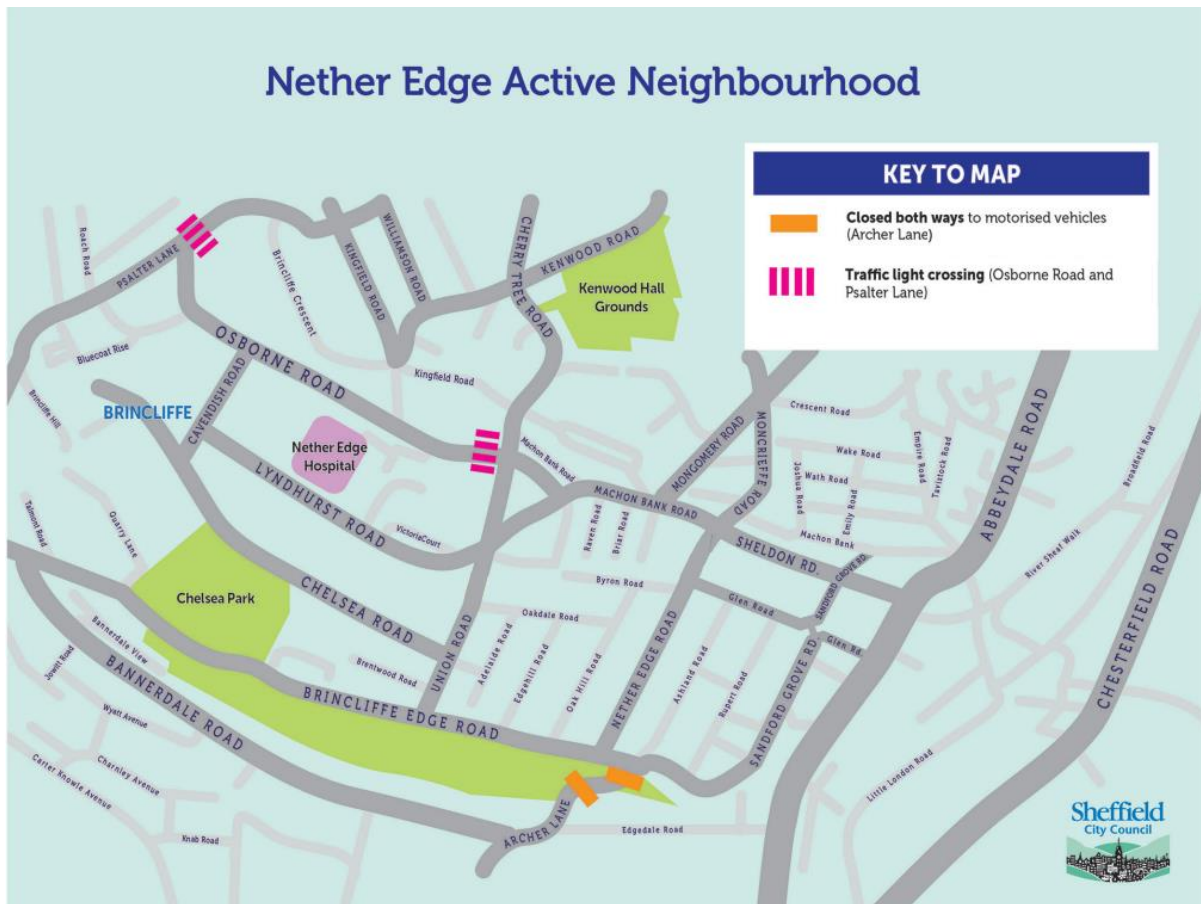 Nether Edge Active Neighbourhood
KEY TO MAP
Closed both ways to motorised vehicles
(Archer Lane)
Traffic light crossing (Osborne Road and
Psalter Lane)
Roach Road
PSALTER LANE
Brincliffe Crescent
KINGFIELD ROAD
WILLIAMSON ROAD
CHERRY TREE ROAD
KENWOOD ROAD
Kenwood Hall
Grounds
Bluecoat Rise
Brincliffe Hill
OSBORNE ROAD
Kingfield Road
BRINCLIFFE
CAVENDISH ROAD
Nether Edge
Hospital
LYNDHURST ROAD
VictoriaCourt
Machon Bank Road
MACHON BANK ROAD
MONTGOMERY ROAD
MONCRIEFFE ROAD
Crescent Road
Wake Road
Wath Road
Joshua Road
Emily Road
Empire Road
Tavistock Road
ABBEYDALE ROAD
Broadfield Road
Machon Bank
SHELDON RD.
SANDFORD GROVE RD.
River Sheaf Walk
CHESTERFIELD ROAD
Talmont Road
Quarry Lane
Chelsea Park
CHELSEA ROAD
Raven Road
Briar Road
Byron Road
Glen Road
Glen Rd.
Oakdale Road
UNION ROAD
Adelaide Road
Edgehill Road
Oak Hill Road
NETHER EDGE ROAD
Ashland Road
Rupert Road
SANDFORD GROVE RD.
Bannerdale View
Jowitt Road
Brentwood Road
BRINCLIFFE EDGE ROAD
BANNERDALE ROAD
Wyatt Avenue
Charnley Avenue
Carter Knowle Avenue
Knab Road
ARCHER LANE
Edgedale Road
Little London Road
Sheffield
City Council